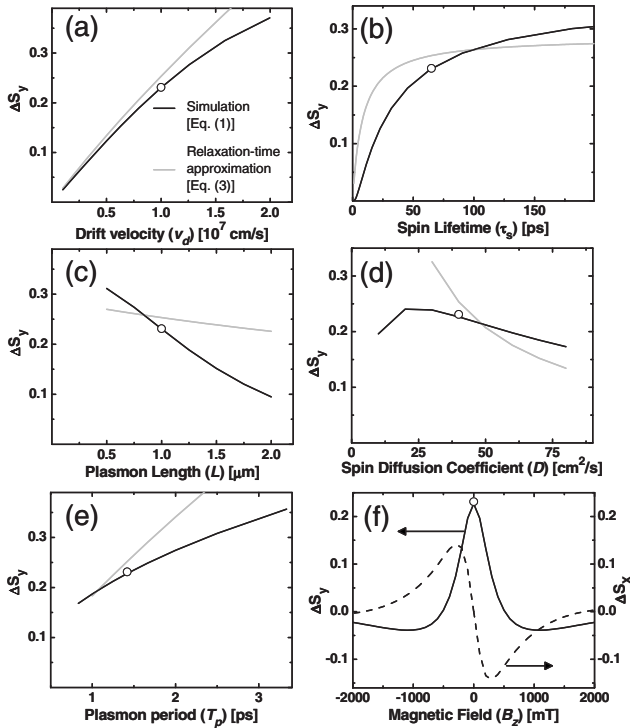 (a)
0.3
0.2
0.1
ΔS_y
Simulation
[Eq. (1)]
Relaxation-time
approximation
[Eq. (3)]
0.5 1.0 1.5 2.0
Drift velocity (v_d) [10^7 cm/s]
(b)
0.3
0.2
0.1
ΔS_y
0 50 100 150
Spin Lifetime (τ_s) [ps]
(c)
0.3
0.2
0.1
ΔS_y
0.5 1.0 1.5 2.0
Plasmon Length (L) [μm]
(d)
0.3
0.2
0.1
ΔS_y
0 25 50 75
Spin Diffusion Coefficient (D) [cm^2/s]
(e)
0.3
0.2
0.1
ΔS_y
1 2 3
Plasmon period (T_p) [ps]
(f)
0.2 0.2
0.1 0.1
0.0 0.0
-0.1 -0.1
ΔS_y
ΔS_x
-2000 -1000 0 1000 2000
Magnetic Field (B_z) [mT]